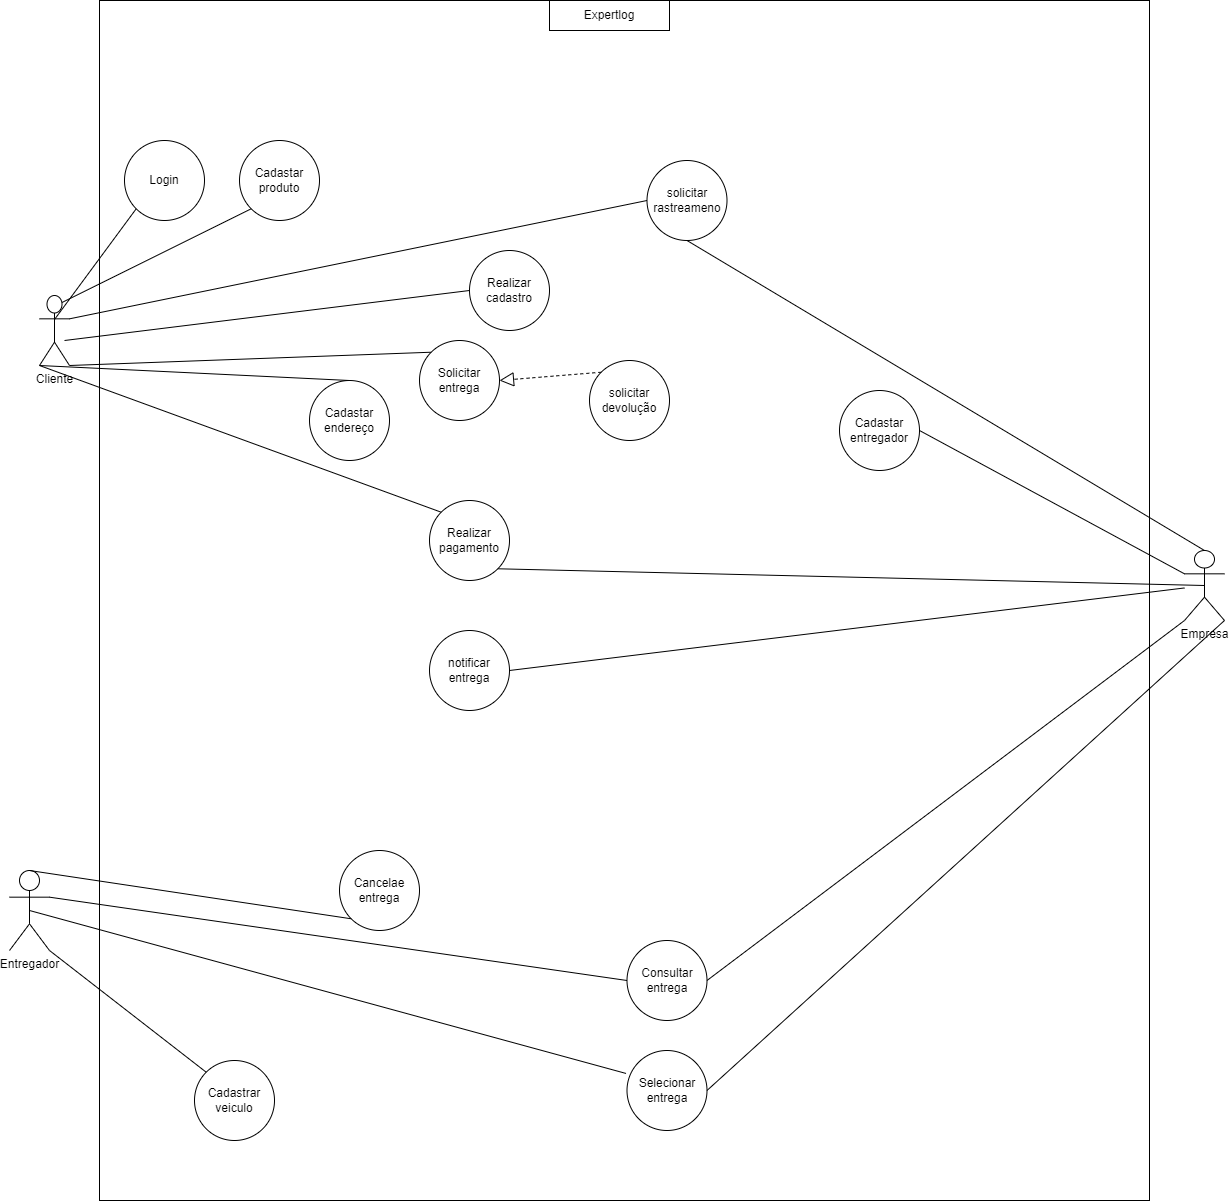 Expertlog
Login
Cadastar
produto
solicitar
rastreameno
Realizar
cadastro
Cliente
Solicitar
entrega
solicitar
devolução
Cadastar
endereço
Cadastar
entregador
Realizar
pagamento
Empresa
notificar
entrega
Cancelae
entrega
Entregador
Consultar
entrega
Cadastrar
veiculo
Selecionar
entrega